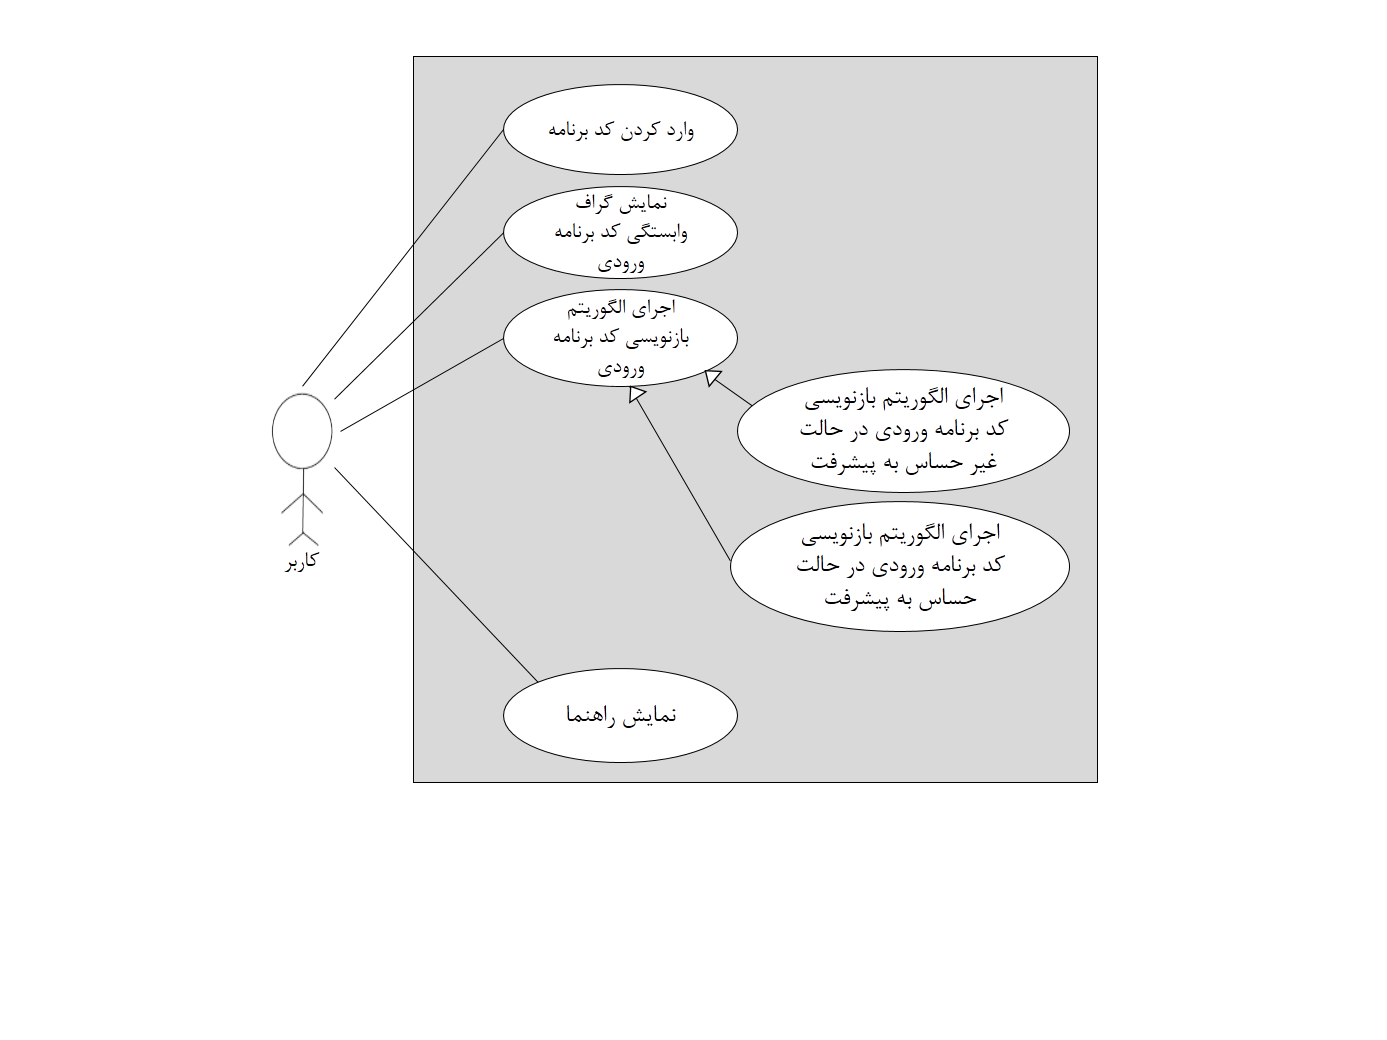 وارد کردن کد برنامه
نمایش گراف
وابستگی کد برنامه
ورودی
اجرای الگوریتم
بازنویسی کد برنامه
ورودی
اجرای الگوریتم بازنویسی
کد برنامه ورودی در حالت
غیر حساس به پیشرفت
اجرای الگوریتم بازنویسی
کد برنامه ورودی در حالت
حساس به پیشرفت
کاربر
نمایش راهنما